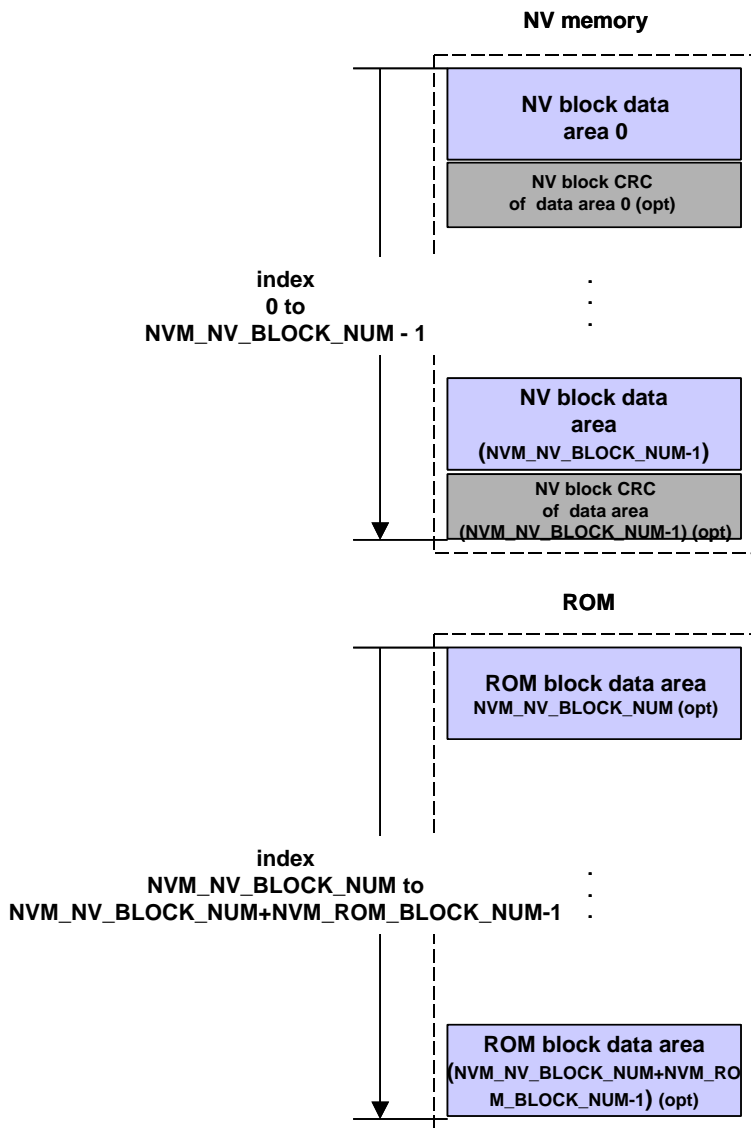 NV memory
NV block data
area 0
NV block CRC
of data area 0 (opt)
index
0 to
NVM_NV_BLOCK_NUM - 1
.
.
.
NV block data
area
(NVM_NV_BLOCK_NUM-1)
NV block CRC
of data area
(NVM_NV_BLOCK_NUM-1) (opt)
ROM
ROM block data area
NVM_NV_BLOCK_NUM (opt)
index
NVM_NV_BLOCK_NUM to
NVM_NV_BLOCK_NUM+NVM_ROM_BLOCK_NUM-1
.
.
.
ROM block data area
(NVM_NV_BLOCK_NUM+NVM_RO
M_BLOCK_NUM-1) (opt)